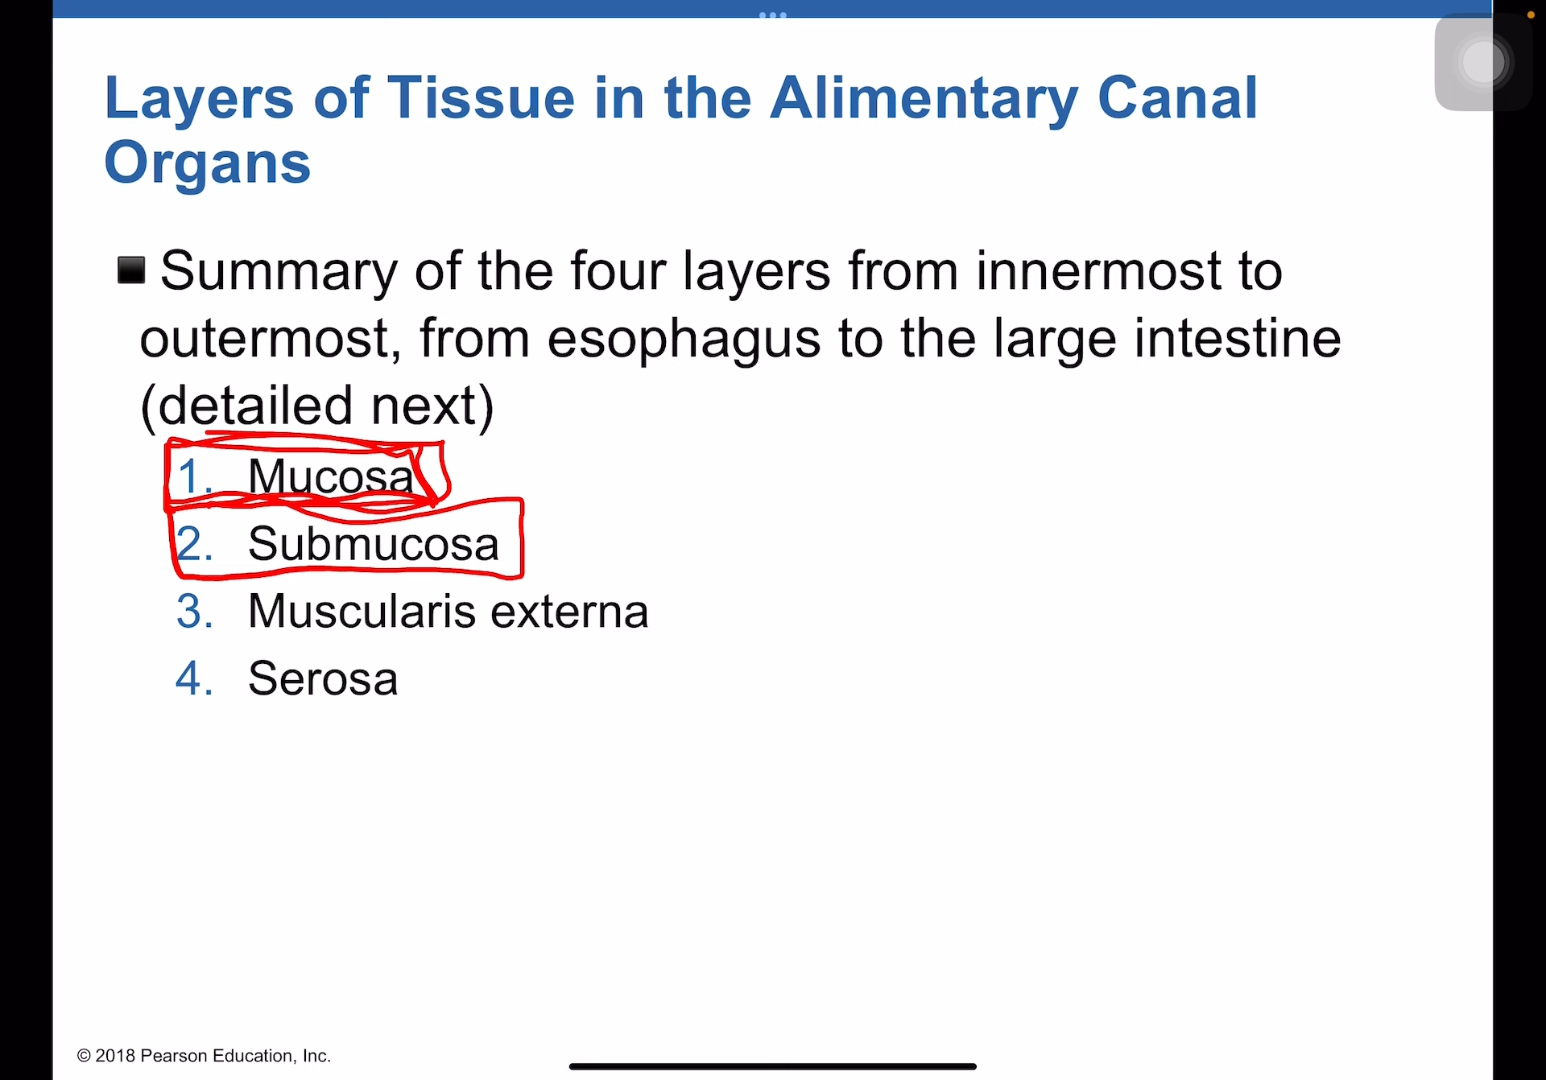 Layers of Tissue in the Alimentary Canal
Organs
Summary of the four layers from innermost to
outermost, from esophagus to the large intestine
(detailed next)
1. Mucosa
2. Submucosa
3. Muscularis externa
4. Serosa
© 2018 Pearson Education, Inc.